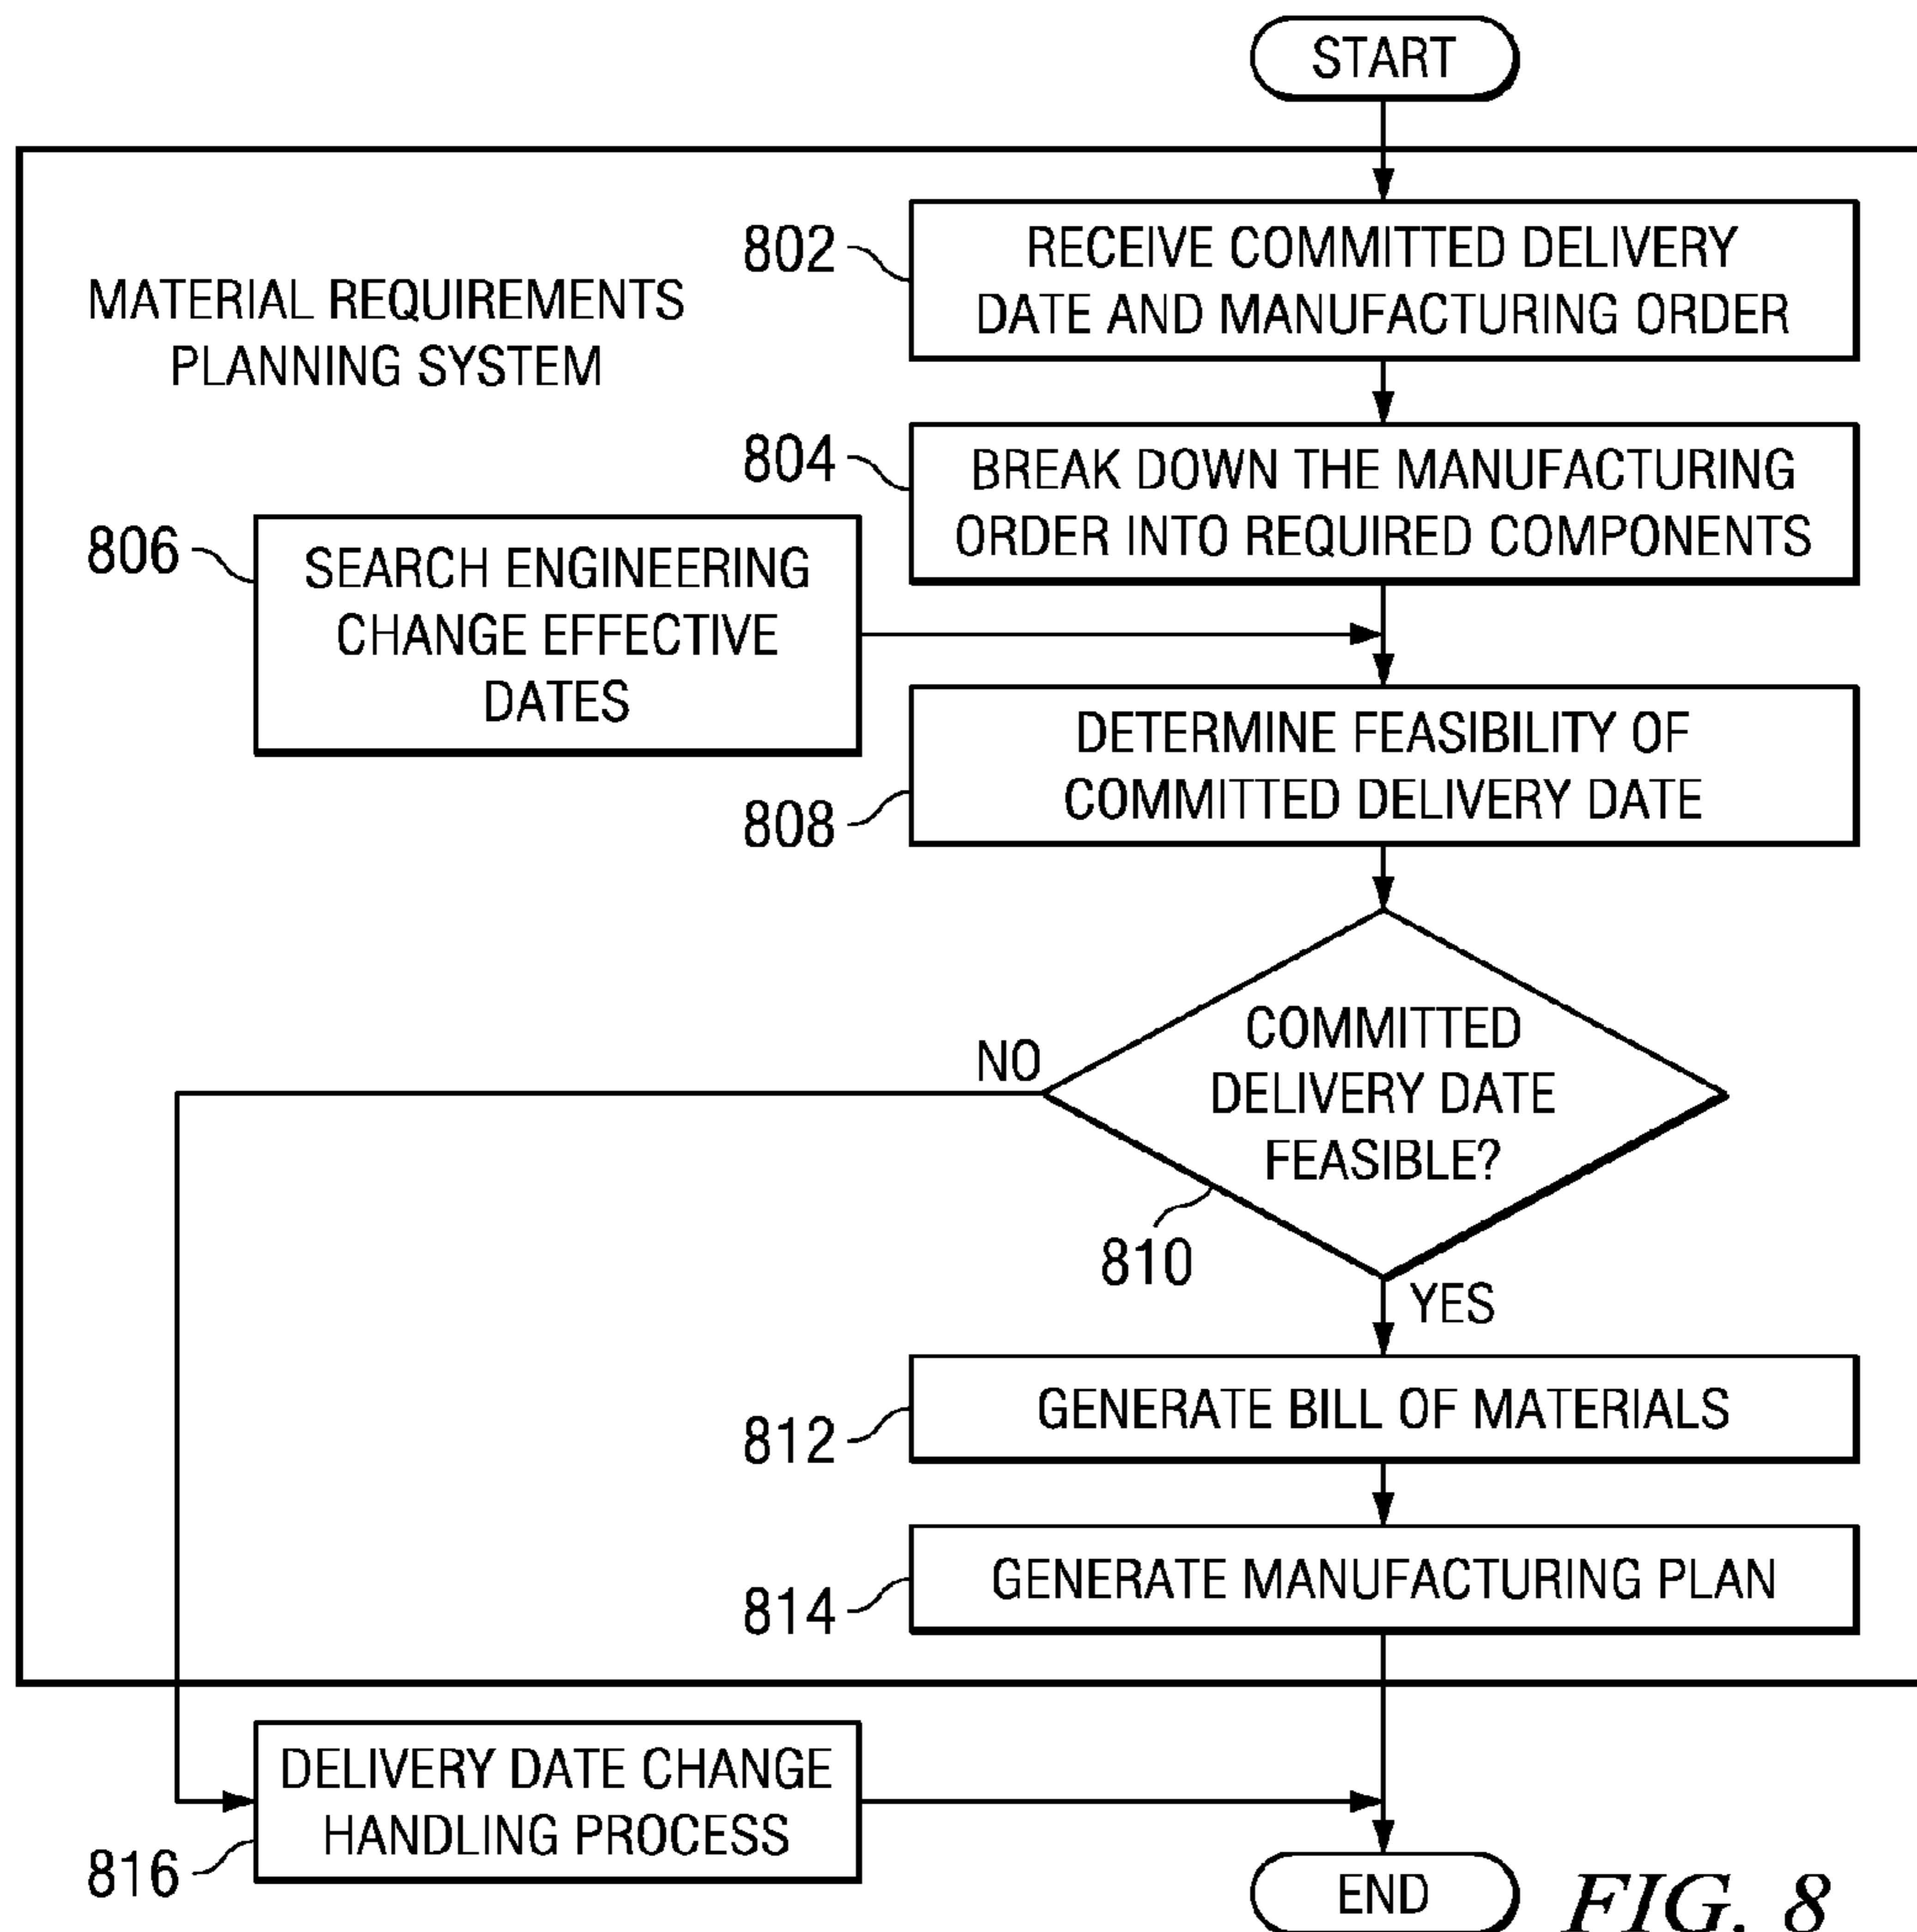 START
MATERIAL REQUIREMENTS
PLANNING SYSTEM
802
RECEIVE COMMITTED DELIVERY
DATE AND MANUFACTURING ORDER
804
BREAK DOWN THE MANUFACTURING
ORDER INTO REQUIRED COMPONENTS
806
SEARCH ENGINEERING
CHANGE EFFECTIVE
DATES
808
DETERMINE FEASIBILITY OF
COMMITTED DELIVERY DATE
COMMITTED
DELIVERY DATE
FEASIBLE?
NO
810
YES
812
GENERATE BILL OF MATERIALS
814
GENERATE MANUFACTURING PLAN
DELIVERY DATE CHANGE
HANDLING PROCESS
816
END
FIG. 8